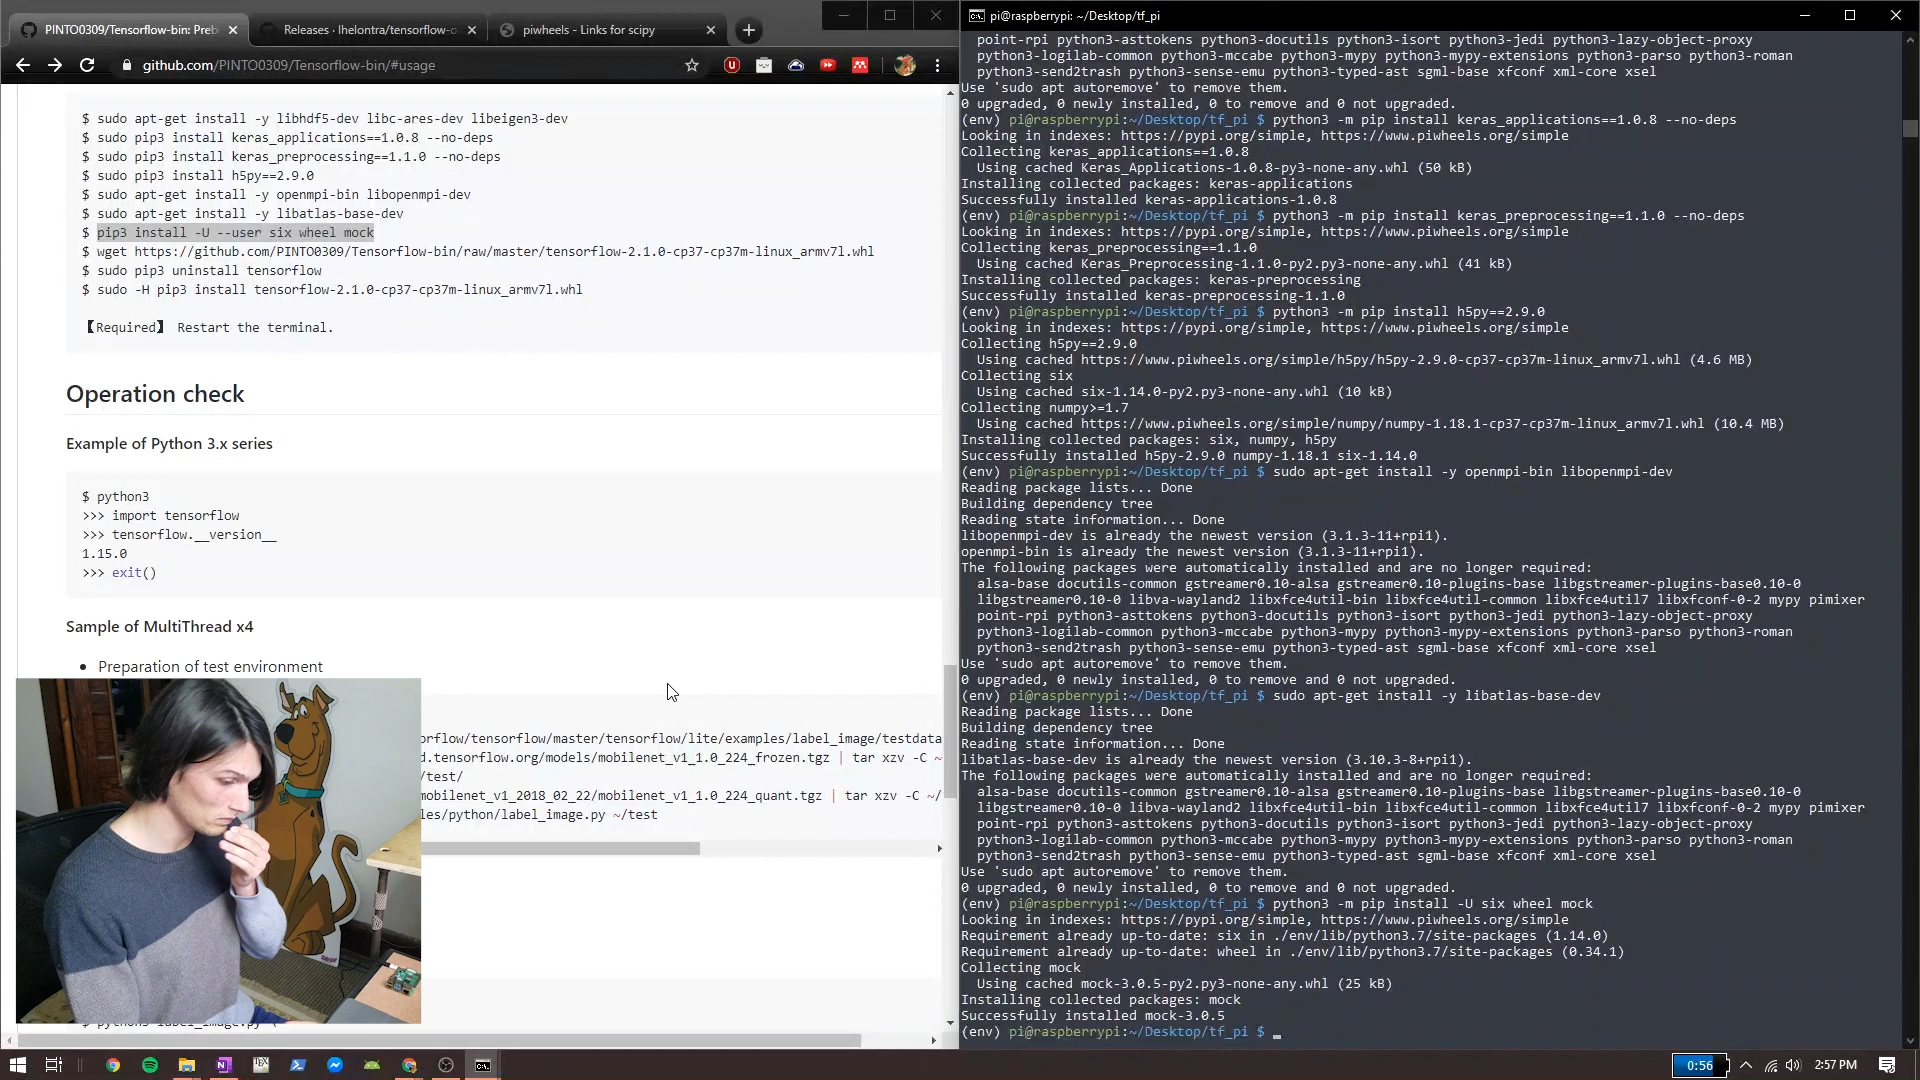 PINTO0309/Tensorflow-bin: Preb
Releases · lhelontra/tensorflow-o
piwheels - Links for scipy
github.com/PINTO0309/Tensorflow-bin/#usage
$ sudo apt-get install -y libhdf5-dev libc-ares-dev libeigen3-dev
$ sudo pip3 install keras_applications==1.0.8 --no-deps
$ sudo pip3 install keras_preprocessing==1.1.0 --no-deps
$ sudo pip3 install h5py==2.9.0
$ sudo apt-get install -y openmpi-bin libopenmpi-dev
$ sudo apt-get install -y libatlas-base-dev
$ pip3 install -U --user six wheel mock
$ wget https://github.com/PINTO0309/Tensorflow-bin/raw/master/tensorflow-2.1.0-cp37-cp37m-linux_armv7l.whl
$ sudo pip3 uninstall tensorflow
$ sudo -H pip3 install tensorflow-2.1.0-cp37-cp37m-linux_armv7l.whl
【Required】 Restart the terminal.
Operation check
Example of Python 3.x series
$ python3
>>> import tensorflow
>>> tensorflow.__version__
1.15.0
>>> exit()
Sample of MultiThread x4
• Preparation of test environment
orflow/tensorflow/master/tensorflow/lite/examples/label_image/testdata
d.tensorflow.org/models/mobilenet_v1_1.0_224_frozen.tgz | tar xzv -C ~
/test/
mobilenet_v1_2018_02_22/mobilenet_v1_1.0_224_quant.tgz | tar xzv -C ~/
les/python/label_image.py ~/test
pi@raspberrypi: ~/Desktop/tf_pi
point-rpi python3-asttokens python3-docutils python3-isort python3-jedi python3-lazy-object-proxy
python3-logilab-common python3-mccabe python3-mypy python3-mypy-extensions python3-parso python3-roman
python3-send2trash python3-sense-emu python3-typed-ast sgml-base xfconf xml-core xsel
Use 'sudo apt autoremove' to remove them.
0 upgraded, 0 newly installed, 0 to remove and 0 not upgraded.
(env) pi@raspberrypi:~/Desktop/tf_pi $ python3 -m pip install keras_applications==1.0.8 --no-deps
Looking in indexes: https://pypi.org/simple, https://www.piwheels.org/simple
Collecting keras_applications==1.0.8
Using cached Keras_Applications-1.0.8-py3-none-any.whl (50 kB)
Installing collected packages: keras-applications
Successfully installed keras-applications-1.0.8
(env) pi@raspberrypi:~/Desktop/tf_pi $ python3 -m pip install keras_preprocessing==1.1.0 --no-deps
Looking in indexes: https://pypi.org/simple, https://www.piwheels.org/simple
Collecting keras_preprocessing==1.1.0
Using cached Keras_Preprocessing-1.1.0-py2.py3-none-any.whl (41 kB)
Installing collected packages: keras-preprocessing
Successfully installed keras-preprocessing-1.1.0
(env) pi@raspberrypi:~/Desktop/tf_pi $ python3 -m pip install h5py==2.9.0
Looking in indexes: https://pypi.org/simple, https://www.piwheels.org/simple
Collecting h5py==2.9.0
Using cached https://www.piwheels.org/simple/h5py/h5py-2.9.0-cp37-cp37m-linux_armv7l.whl (4.6 MB)
Collecting six
Using cached six-1.14.0-py2.py3-none-any.whl (10 kB)
Collecting numpy>=1.7
Using cached https://www.piwheels.org/simple/numpy/numpy-1.18.1-cp37-cp37m-linux_armv7l.whl (10.4 MB)
Installing collected packages: six, numpy, h5py
Successfully installed h5py-2.9.0 numpy-1.18.1 six-1.14.0
(env) pi@raspberrypi:~/Desktop/tf_pi $ sudo apt-get install -y openmpi-bin libopenmpi-dev
Reading package lists... Done
Building dependency tree
Reading state information... Done
libopenmpi-dev is already the newest version (3.1.3-11+rpi1).
openmpi-bin is already the newest version (3.1.3-11+rpi1).
The following packages were automatically installed and are no longer required:
alsa-base docutils-common gstreamer0.10-alsa gstreamer0.10-plugins-base libgstreamer-plugins-base0.10-0
libgstreamer0.10-0 libva-wayland2 libxfce4util-bin libxfce4util-common libxfce4util7 libxfconf-0-2 mypy pimixer
point-rpi python3-asttokens python3-docutils python3-isort python3-jedi python3-lazy-object-proxy
python3-logilab-common python3-mccabe python3-mypy python3-mypy-extensions python3-parso python3-roman
python3-send2trash python3-sense-emu python3-typed-ast sgml-base xfconf xml-core xsel
Use 'sudo apt autoremove' to remove them.
0 upgraded, 0 newly installed, 0 to remove and 0 not upgraded.
(env) pi@raspberrypi:~/Desktop/tf_pi $ sudo apt-get install -y libatlas-base-dev
Reading package lists... Done
Building dependency tree
Reading state information... Done
libatlas-base-dev is already the newest version (3.10.3-8+rpi1).
The following packages were automatically installed and are no longer required:
alsa-base docutils-common gstreamer0.10-alsa gstreamer0.10-plugins-base libgstreamer-plugins-base0.10-0
libgstreamer0.10-0 libva-wayland2 libxfce4util-bin libxfce4util-common libxfce4util7 libxfconf-0-2 mypy pimixer
point-rpi python3-asttokens python3-docutils python3-isort python3-jedi python3-lazy-object-proxy
python3-logilab-common python3-mccabe python3-mypy python3-mypy-extensions python3-parso python3-roman
python3-send2trash python3-sense-emu python3-typed-ast sgml-base xfconf xml-core xsel
Use 'sudo apt autoremove' to remove them.
0 upgraded, 0 newly installed, 0 to remove and 0 not upgraded.
(env) pi@raspberrypi:~/Desktop/tf_pi $ python3 -m pip install -U six wheel mock
Looking in indexes: https://pypi.org/simple, https://www.piwheels.org/simple
Requirement already up-to-date: six in ./env/lib/python3.7/site-packages (1.14.0)
Requirement already up-to-date: wheel in ./env/lib/python3.7/site-packages (0.34.1)
Collecting mock
Using cached mock-3.0.5-py2.py3-none-any.whl (25 kB)
Installing collected packages: mock
Successfully installed mock-3.0.5
(env) pi@raspberrypi:~/Desktop/tf_pi $
0:56
2:57 PM